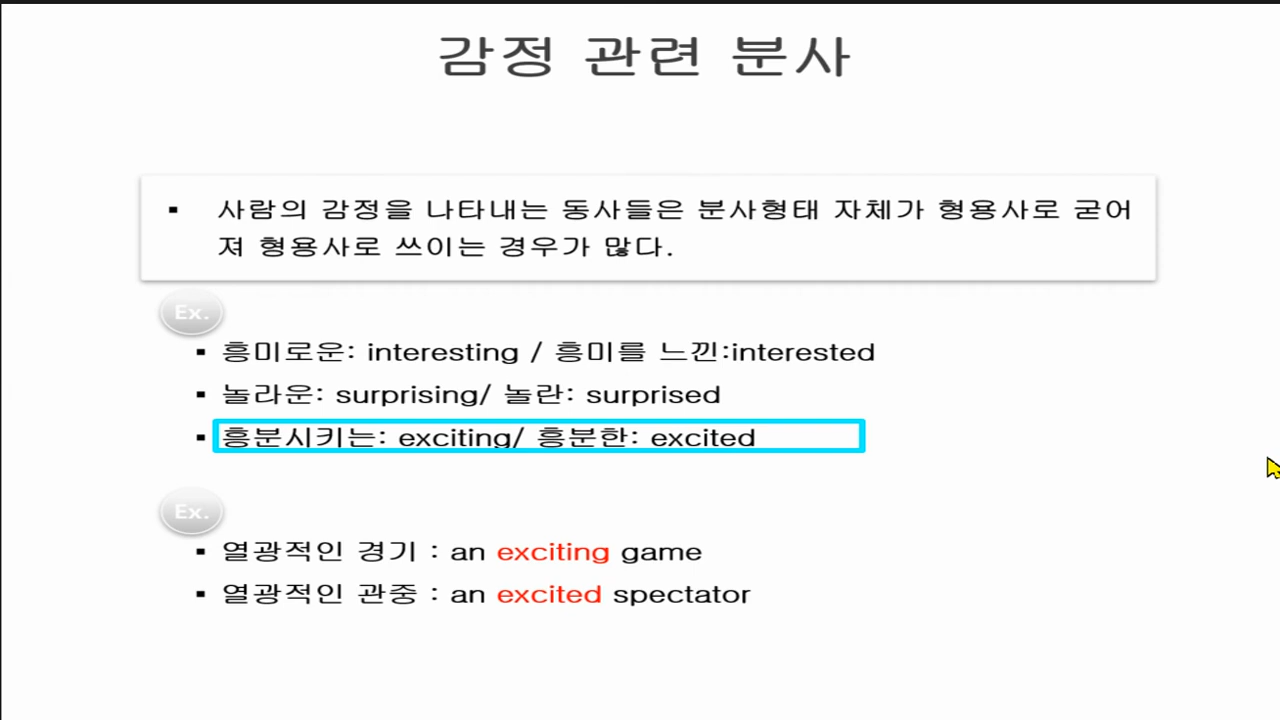 감정 관련 분사
▪ 사람의 감정을 나타내는 동사들은 분사형태 자체가 형용사로 굳어
져 형용사로 쓰이는 경우가 많다.
Ex.
▪ 흥미로운: interesting / 흥미를 느낀:interested
▪ 놀라운: surprising/ 놀란: surprised
▪ 흥분시키는: exciting/ 흥분한: excited
Ex.
▪ 열광적인 경기 : an exciting game
▪ 열광적인 관중 : an excited spectator